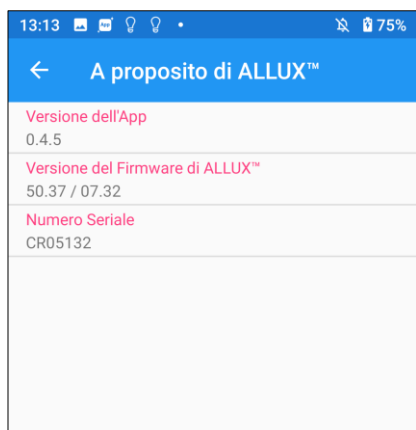 13:13 75%
A proposito di ALLUX™
Versione dell'App
0.4.5
Versione del Firmware di ALLUX™
50.37 / 07.32
Numero Seriale
CR05132